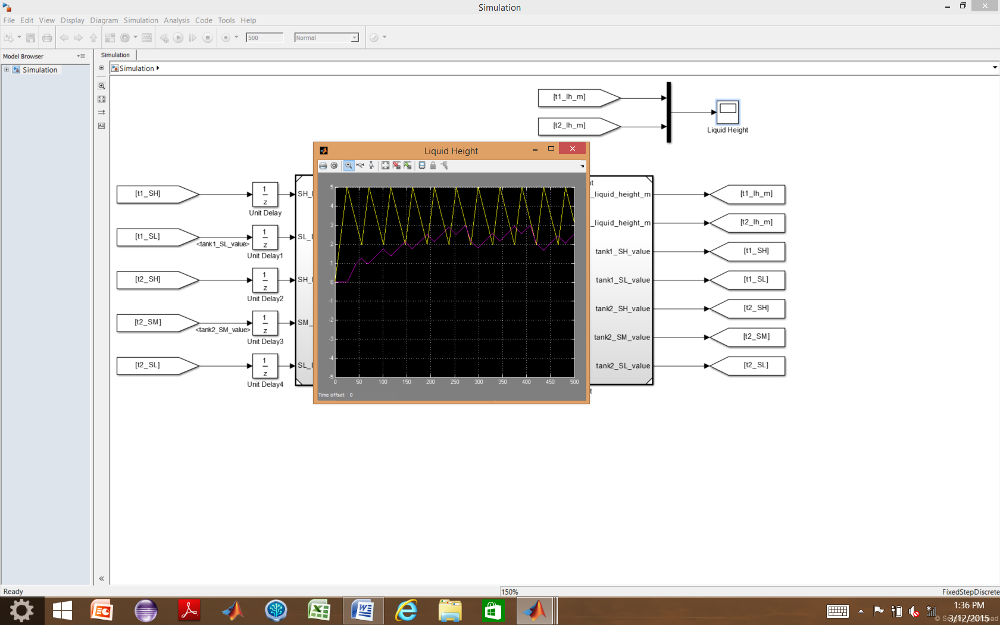 Simulation
File Edit View Display Diagram Simulation Analysis Code Tools Help
500
Normal
Model Browser
Simulation
Simulation
Simulation
[t1_lh_m]
[t2_lh_m]
Liquid Height
Liquid Height
[t1_SH]
1
z
Unit Delay
SH_
[t1_SL]
<tank1_SL_value>
1
z
Unit Delay1
SL_
[t2_SH]
1
z
Unit Delay2
SH_
[t2_SM]
<tank2_SM_value>
1
z
Unit Delay3
SM_
[t2_SL]
1
z
Unit Delay4
SL_
5
4
3
2
1
0
-1
-2
-3
-4
-5
0 50 100 150 200 250 300 350 400 450 500
Time offset: 0
_liquid_height_m
[t1_lh_m]
_liquid_height_m
[t2_lh_m]
tank1_SH_value
[t1_SH]
tank1_SL_value
[t1_SL]
tank2_SH_value
[t2_SH]
tank2_SM_value
[t2_SM]
tank2_SL_value
[t2_SL]
Ready
150%
FixedStepDiscrete
1:36 PM
3/12/2015